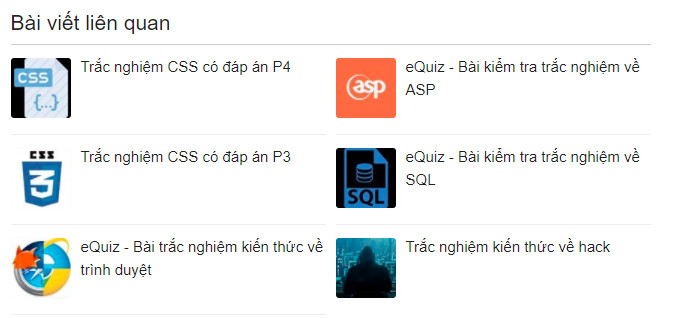 Bài viết liên quan
CSS
{...}
Trắc nghiệm CSS có đáp án P4
asp
eQuiz - Bài kiểm tra trắc nghiệm về
ASP
CSS
3
Trắc nghiệm CSS có đáp án P3
SQL
eQuiz - Bài kiểm tra trắc nghiệm về
SQL
eQuiz - Bài trắc nghiệm kiến thức về
trình duyệt
Trắc nghiệm kiến thức về hack